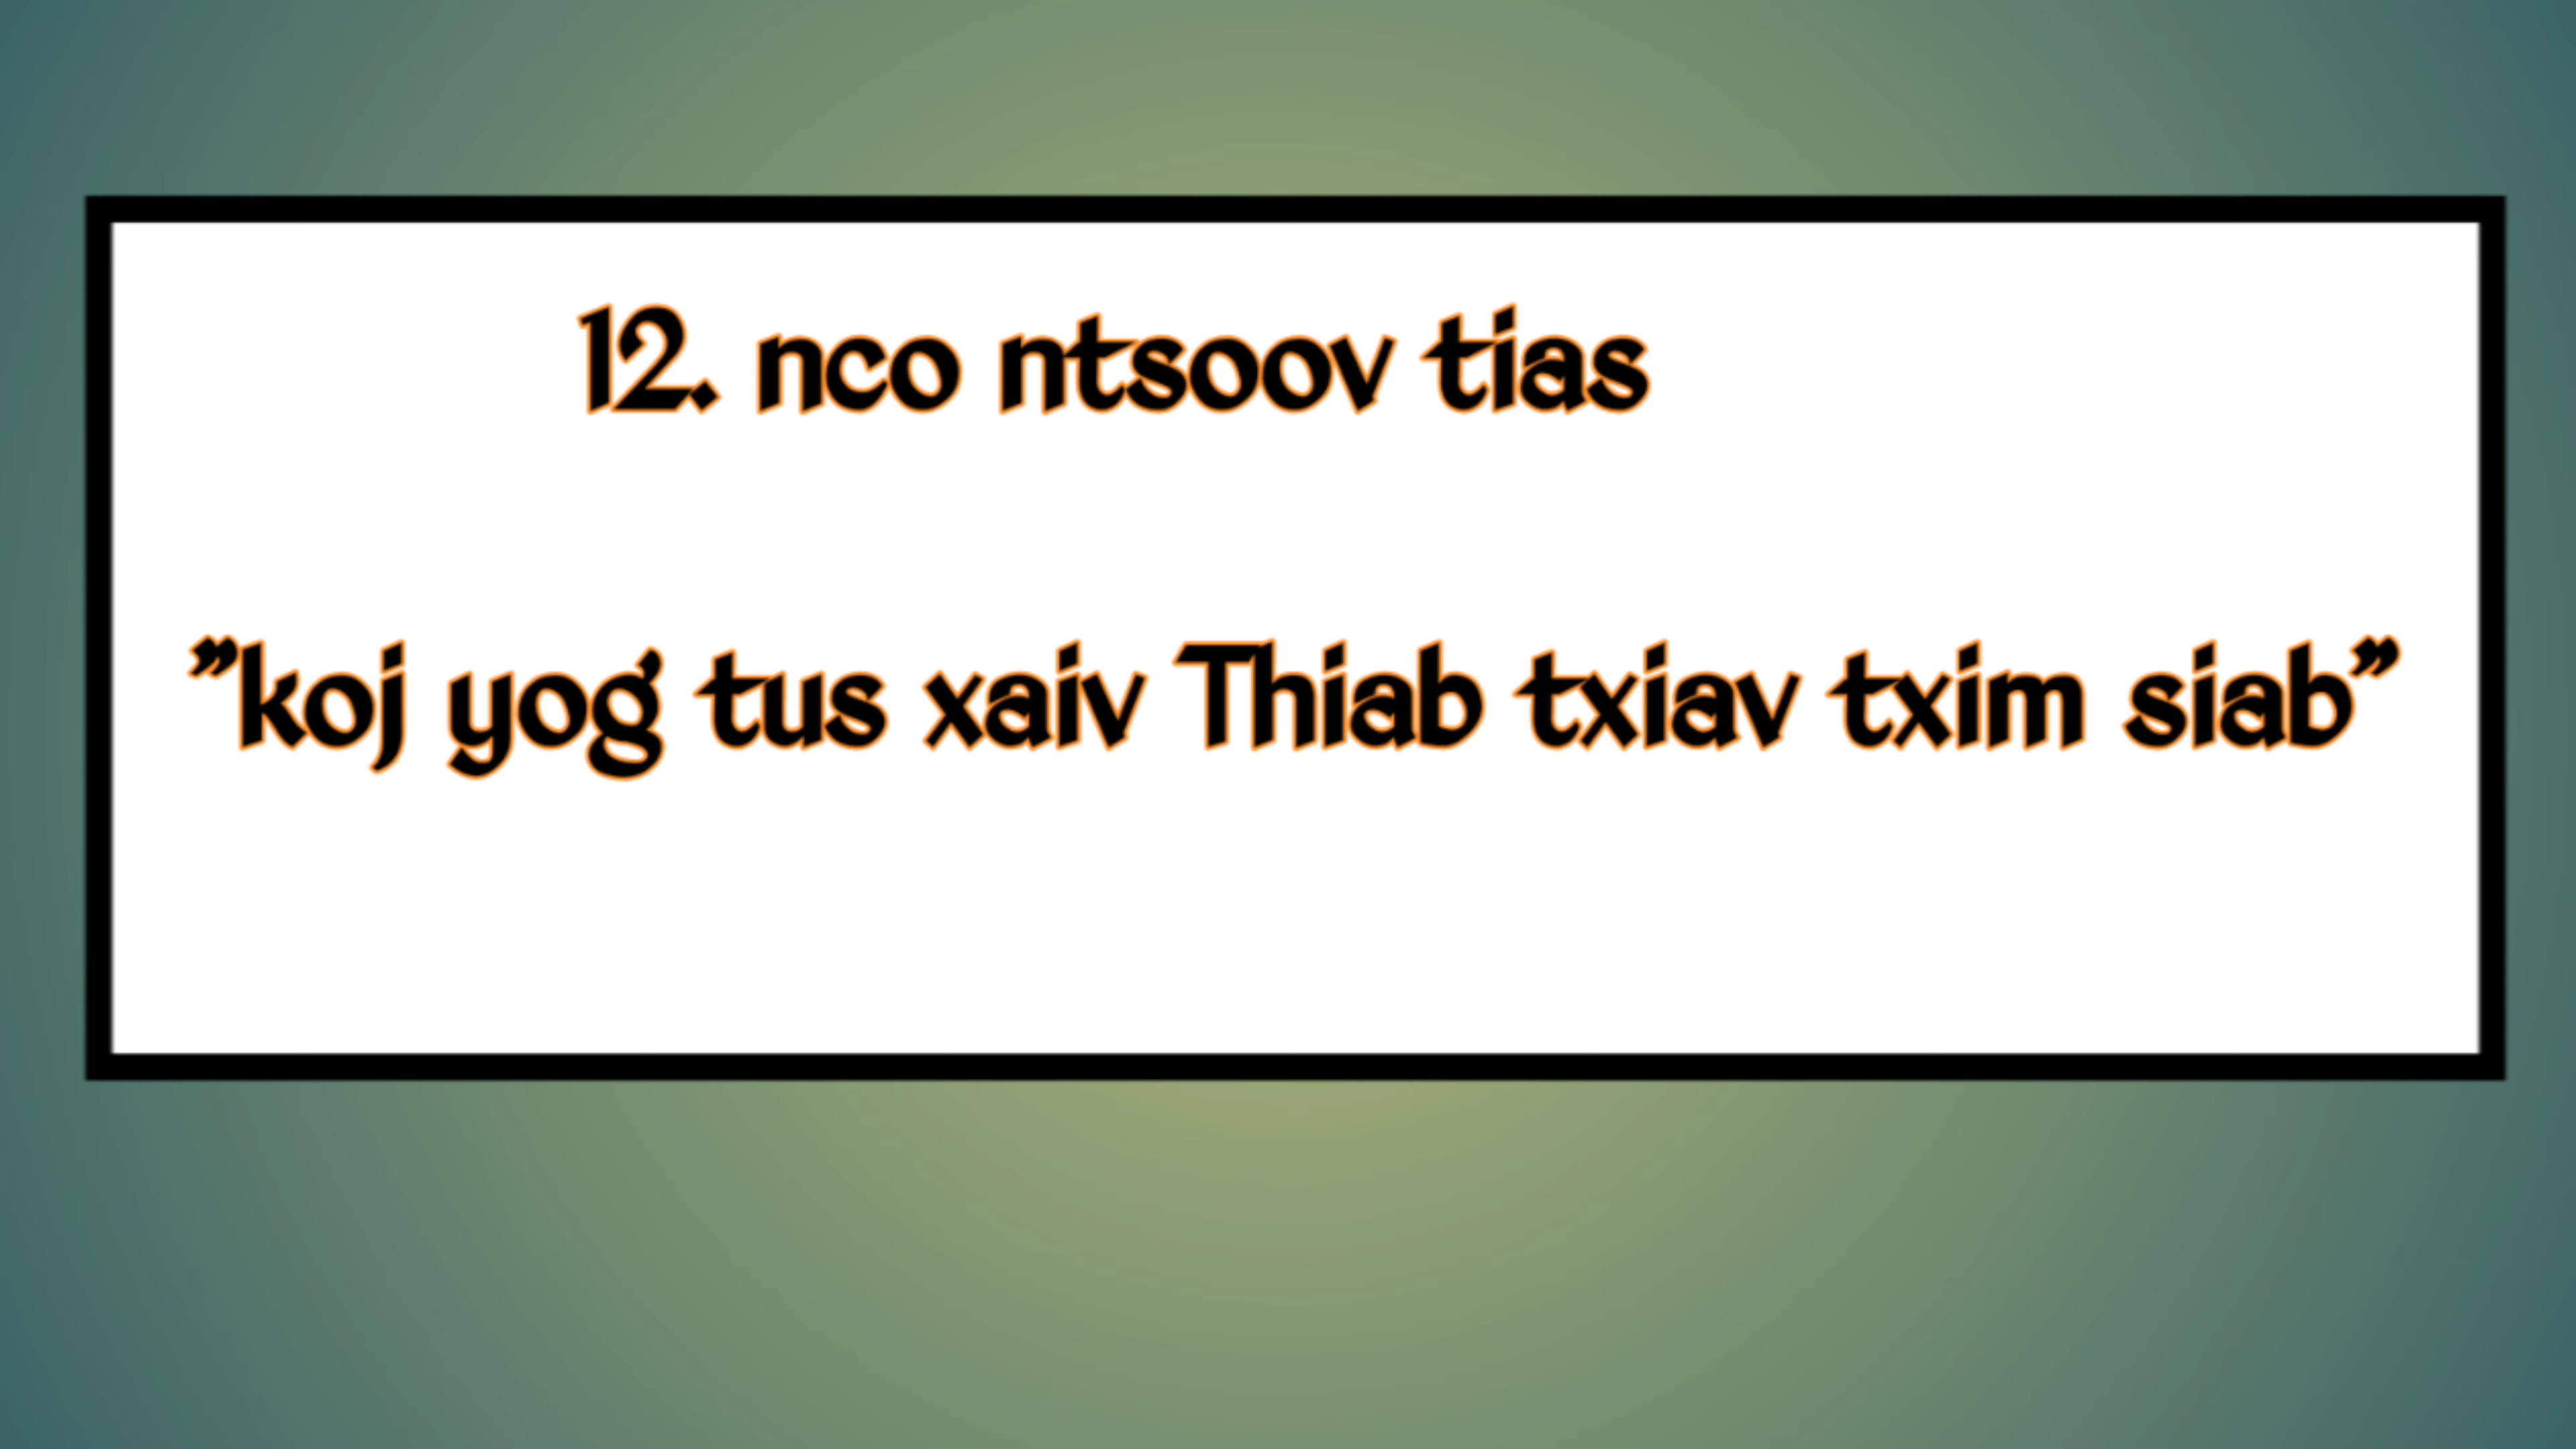 12. nco ntsoov tias
”koj yog tus xaiv Thiab txiav txim siab”